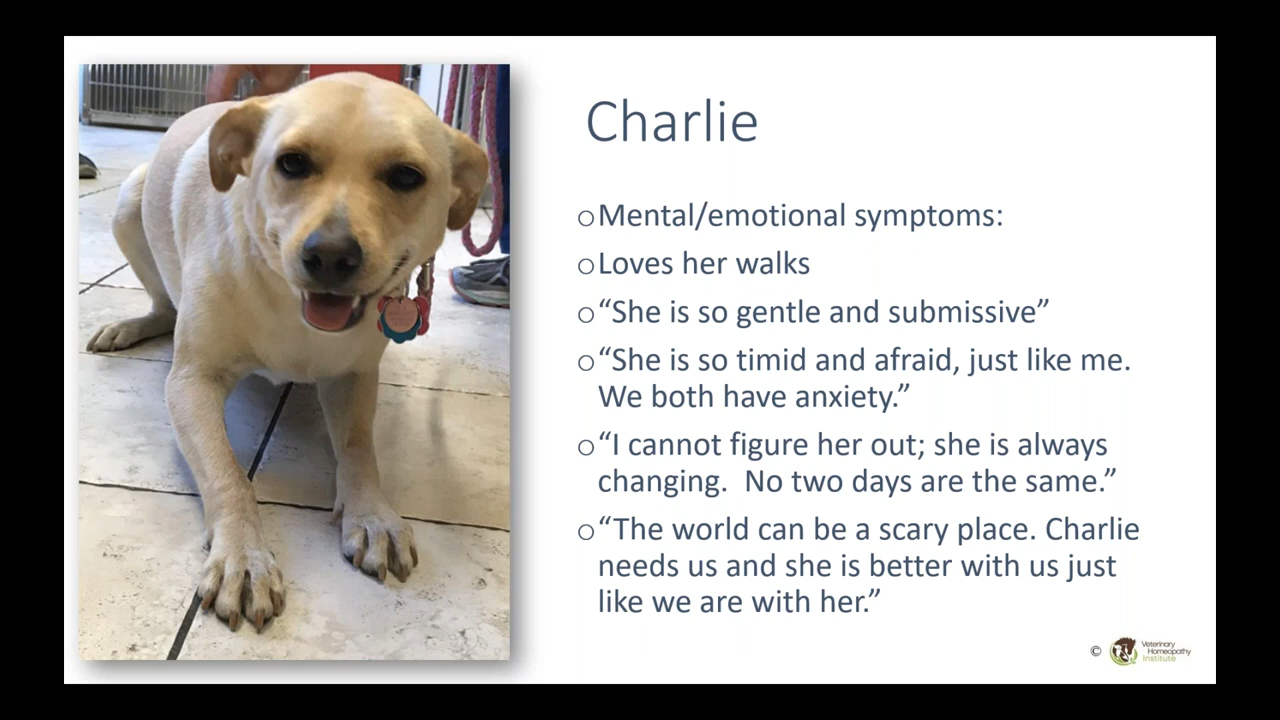 Charlie
○Mental/emotional symptoms:
○Loves her walks
○“She is so gentle and submissive”
○“She is so timid and afraid, just like me.
We both have anxiety.”
○“I cannot figure her out; she is always
changing.  No two days are the same.”
○“The world can be a scary place. Charlie
needs us and she is better with us just
like we are with her.”
©
Veterinary
Homeopathy
Institute